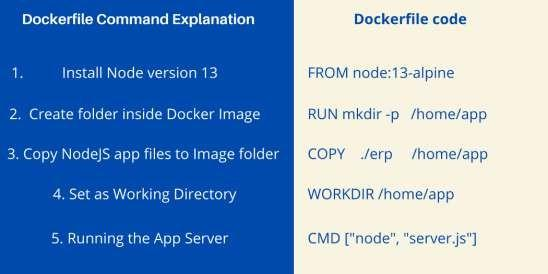 Dockerfile Command Explanation Dockerfile code
1. Install Node version 13 FROM node:13-alpine
2. Create folder inside Docker Image RUN mkdir -p /home/app
3. Copy NodeJS app files to Image folder COPY ./erp /home/app
4. Set as Working Directory WORKDIR /home/app
5. Running the App Server CMD ["node", "server.js"]